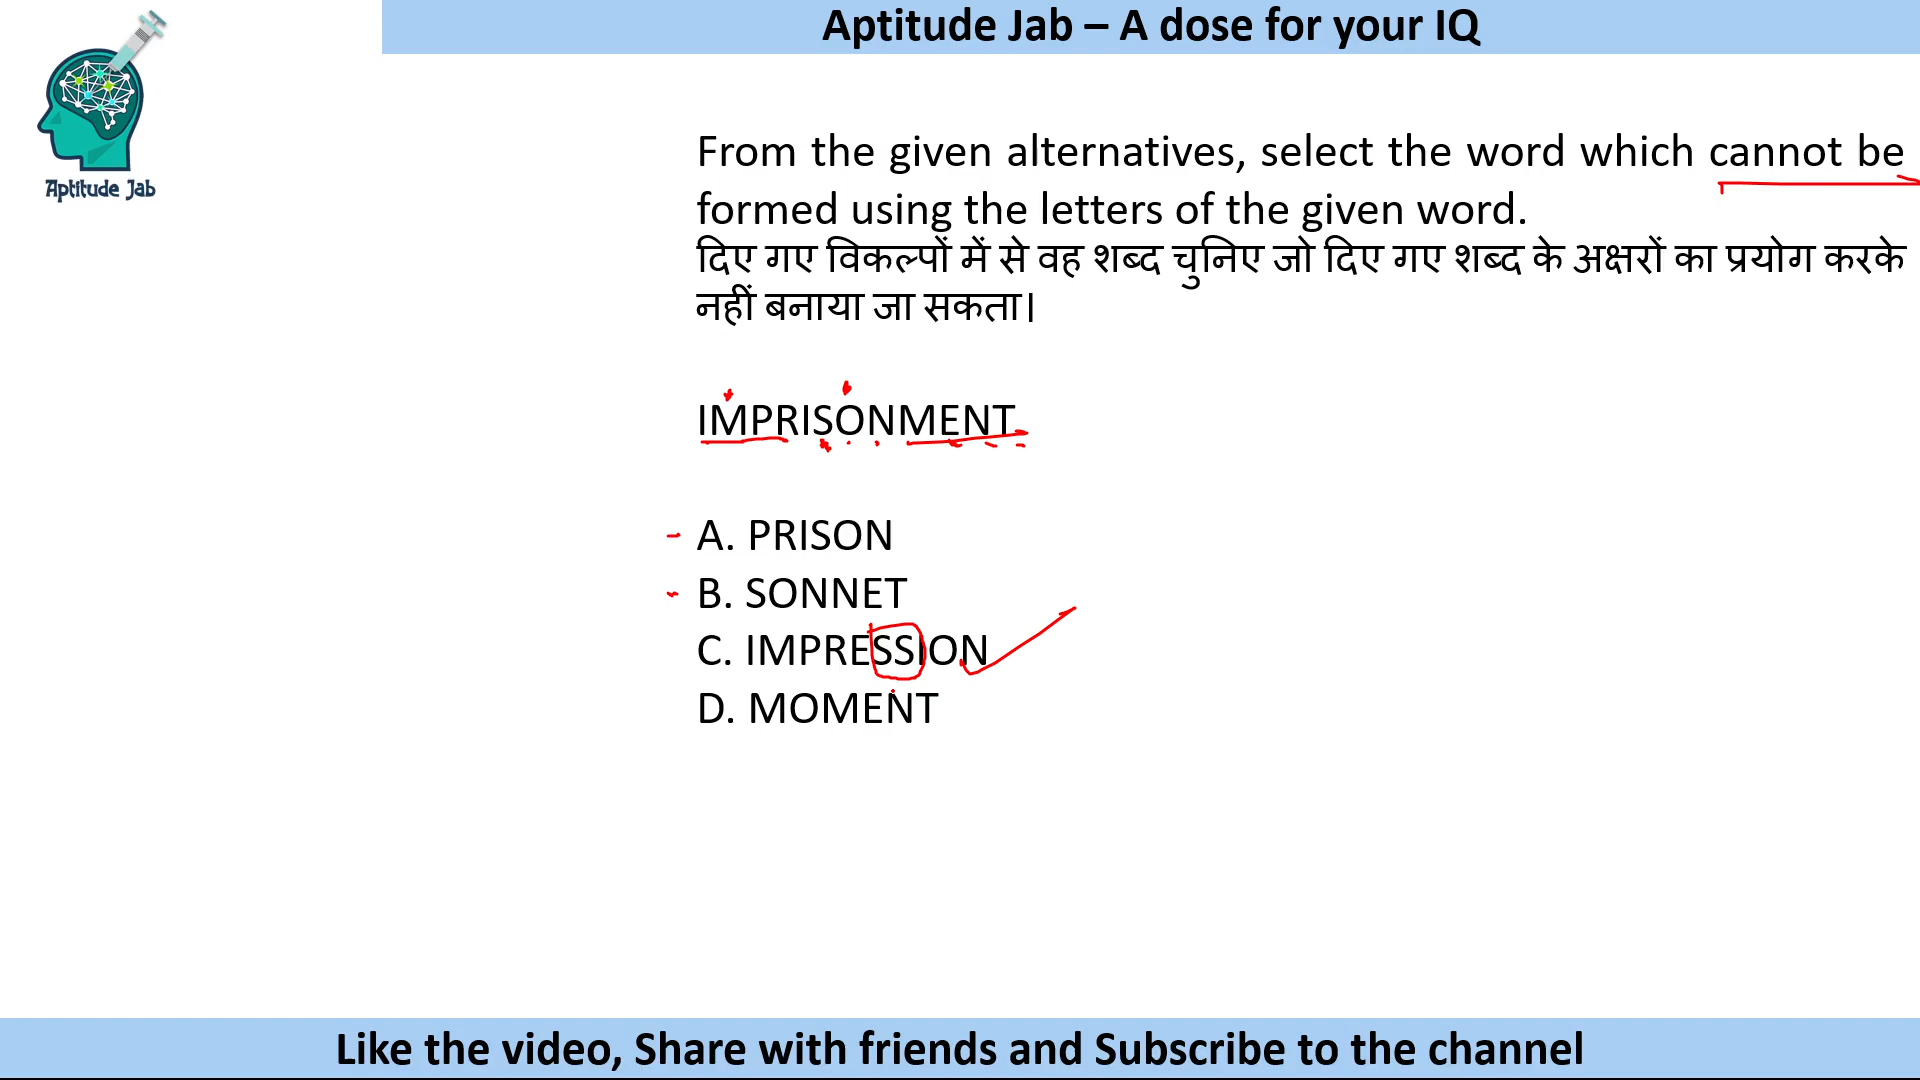 Aptitude Jab – A dose for your IQ
Aptitude Jab
From the given alternatives, select the word which cannot be
formed using the letters of the given word.
दिए गए विकल्पों में से वह शब्द चुनिए जो दिए गए शब्द के अक्षरों का प्रयोग करके
नहीं बनाया जा सकता।
IMPRISONMENT
A. PRISON
B. SONNET
C. IMPRESSION
D. MOMENT
Like the video, Share with friends and Subscribe to the channel